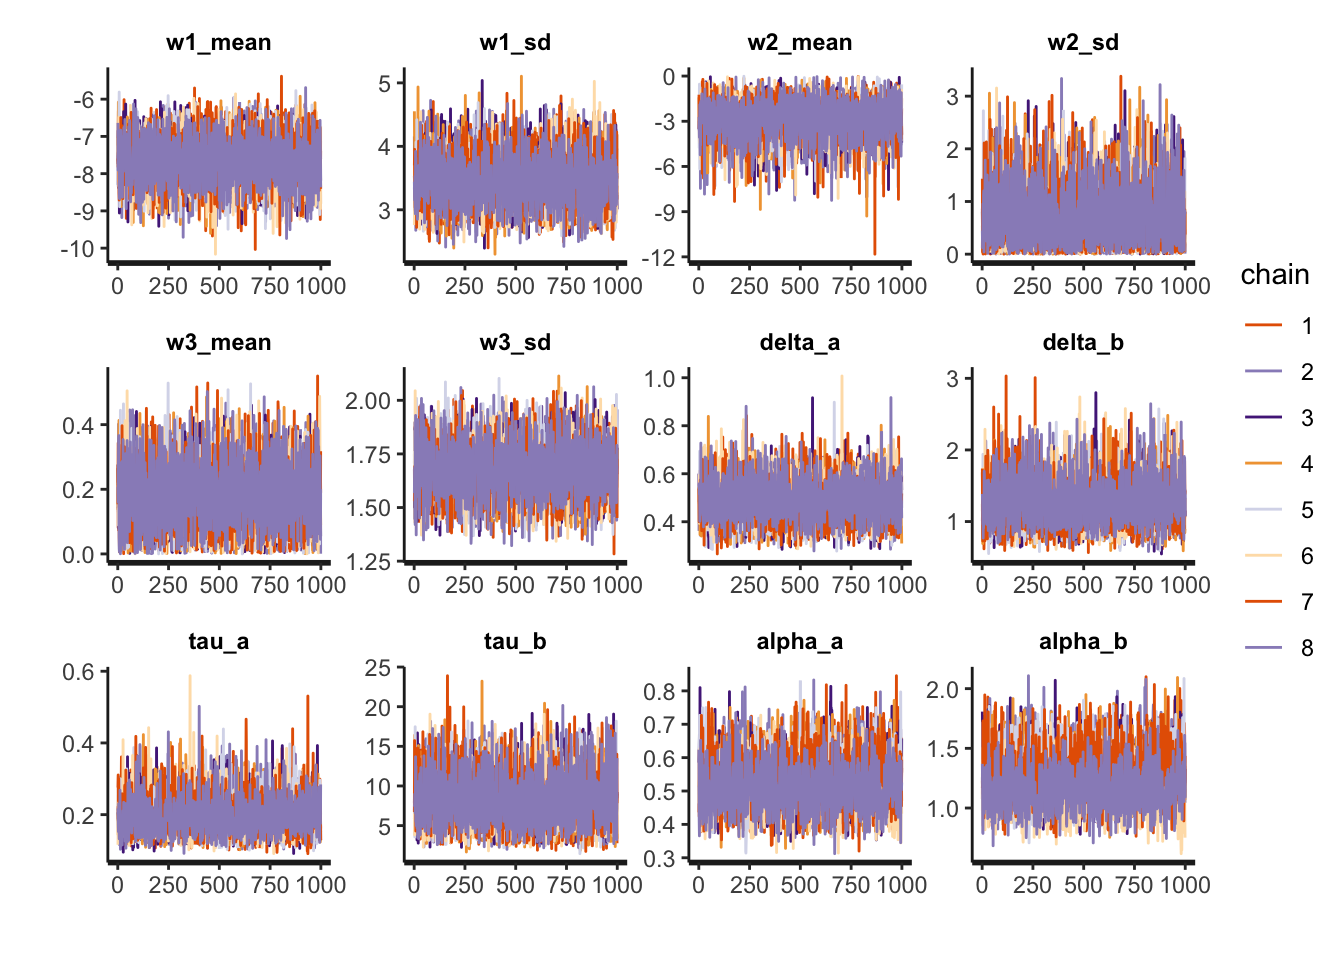 w1_mean w1_sd w2_mean w2_sd
-6 -7 -8 -9 -10
5 4 3
0 -3 -6 -9 -12
3 2 1 0
0 250 500 750 1000 0 250 500 750 1000 0 250 500 750 1000 0 250 500 750 1000
w3_mean w3_sd delta_a delta_b
0.4 0.2 0.0
2.00 1.75 1.50 1.25
1.0 0.8 0.6 0.4
3 2 1
0 250 500 750 1000 0 250 500 750 1000 0 250 500 750 1000 0 250 500 750 1000
tau_a tau_b alpha_a alpha_b
0.6 0.4 0.2
25 20 15 10 5
0.8 0.7 0.6 0.5 0.4 0.3
2.0 1.5 1.0
0 250 500 750 1000 0 250 500 750 1000 0 250 500 750 1000 0 250 500 750 1000
chain
1
2
3
4
5
6
7
8